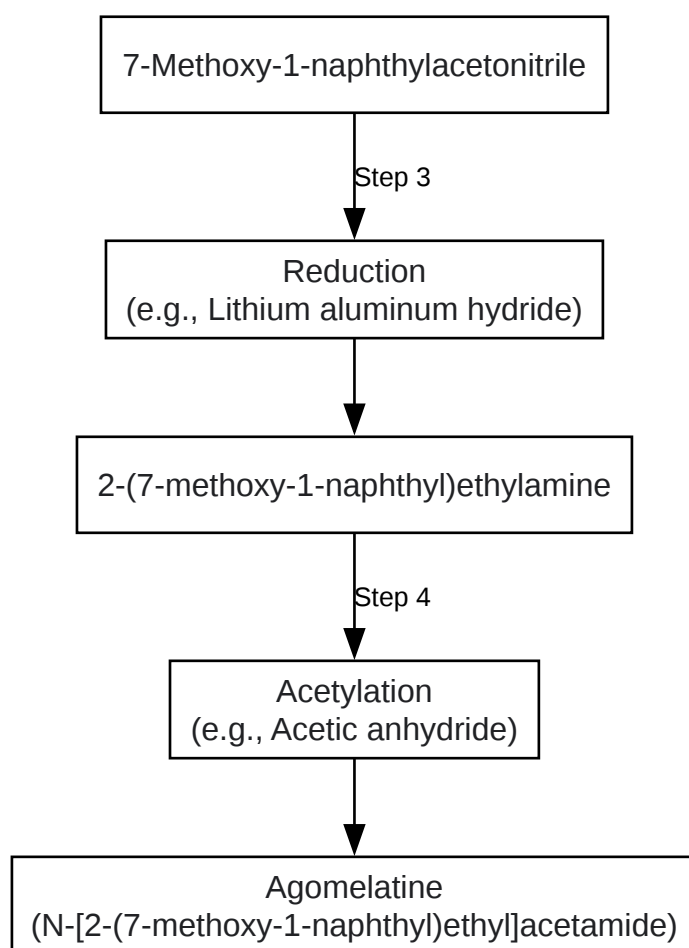 7-Methoxy-1-naphthylacetonitrile
Step 3
Reduction
(e.g., Lithium aluminum hydride)
2-(7-methoxy-1-naphthyl)ethylamine
Step 4
Acetylation
(e.g., Acetic anhydride)
Agomelatine
(N-[2-(7-methoxy-1-naphthyl)ethyl]acetamide)